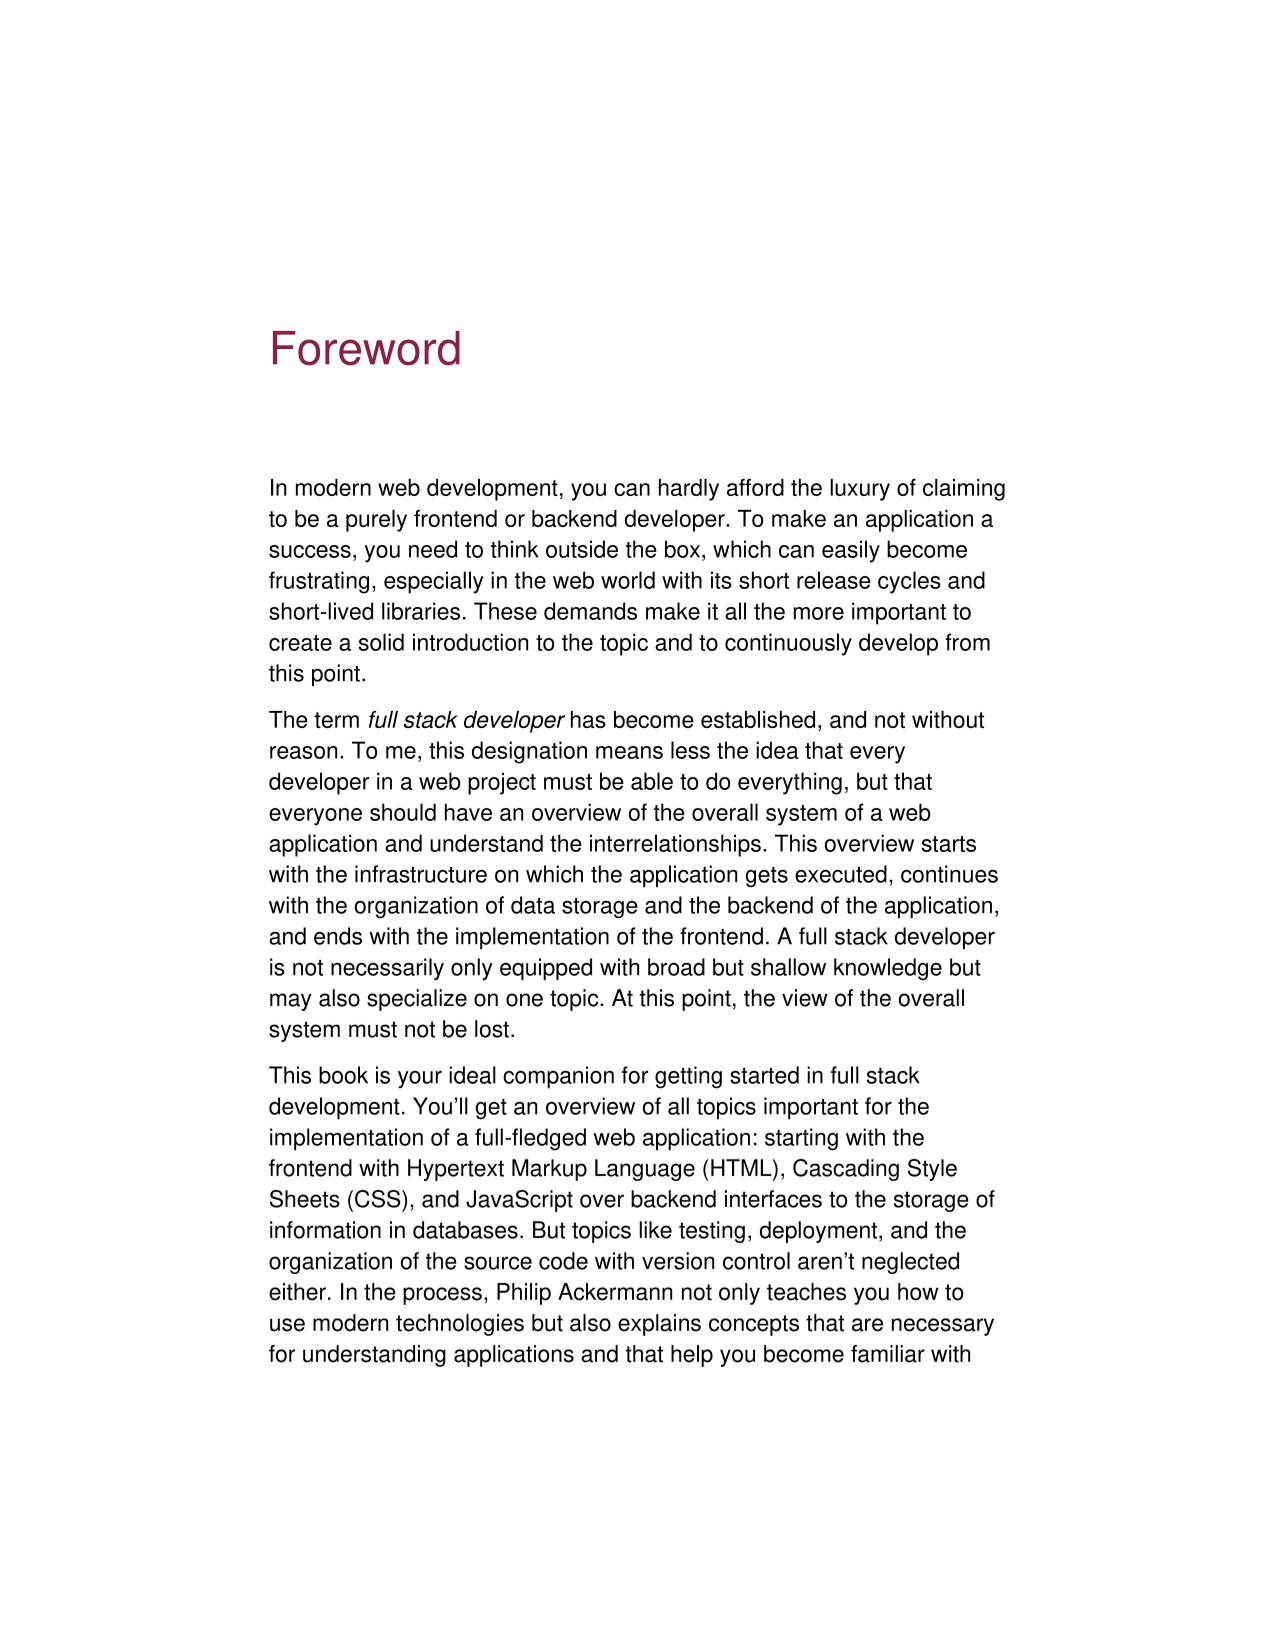 Foreword
In modern web development, you can hardly afford the luxury of claiming
to be a purely frontend or backend developer. To make an application a
success, you need to think outside the box, which can easily become
frustrating, especially in the web world with its short release cycles and
short-lived libraries. These demands make it all the more important to
create a solid introduction to the topic and to continuously develop from
this point.
The term full stack developer has become established, and not without
reason. To me, this designation means less the idea that every
developer in a web project must be able to do everything, but that
everyone should have an overview of the overall system of a web
application and understand the interrelationships. This overview starts
with the infrastructure on which the application gets executed, continues
with the organization of data storage and the backend of the application,
and ends with the implementation of the frontend. A full stack developer
is not necessarily only equipped with broad but shallow knowledge but
may also specialize on one topic. At this point, the view of the overall
system must not be lost.
This book is your ideal companion for getting started in full stack
development. You’ll get an overview of all topics important for the
implementation of a full-fledged web application: starting with the
frontend with Hypertext Markup Language (HTML), Cascading Style
Sheets (CSS), and JavaScript over backend interfaces to the storage of
information in databases. But topics like testing, deployment, and the
organization of the source code with version control aren’t neglected
either. In the process, Philip Ackermann not only teaches you how to
use modern technologies but also explains concepts that are necessary
for understanding applications and that help you become familiar with